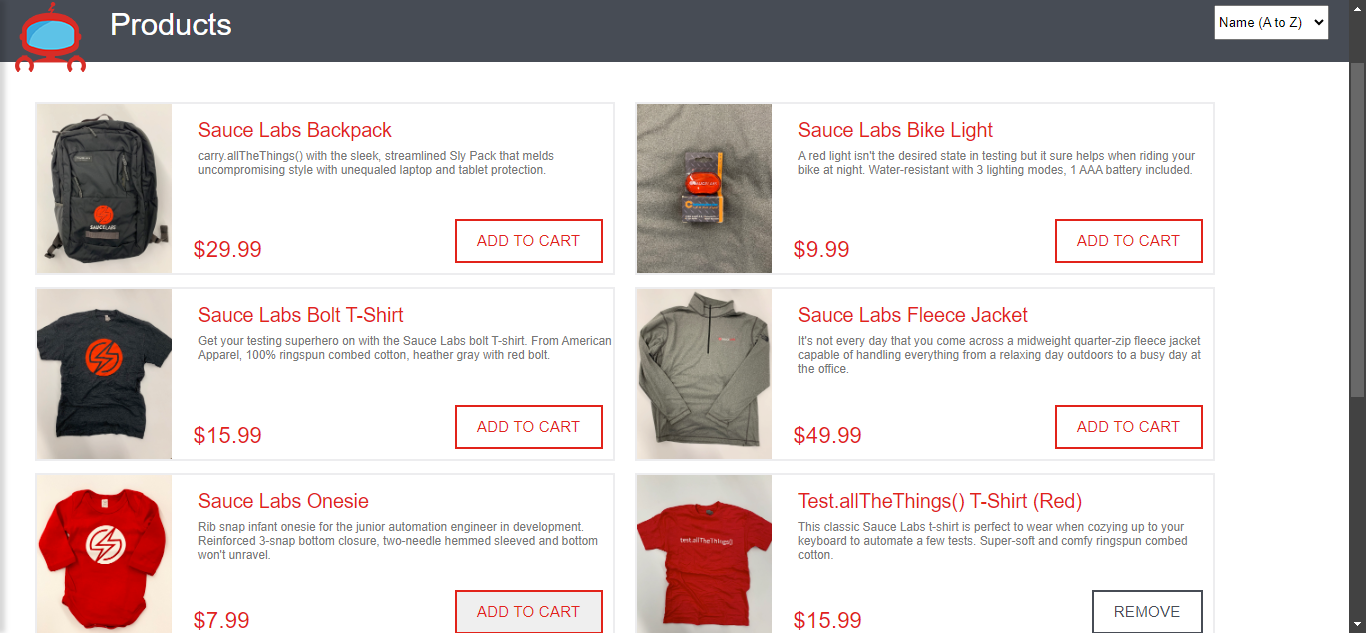 Products
Name (A to Z)
Sauce Labs Backpack
carry.allTheThings() with the sleek, streamlined Sly Pack that melds
uncompromising style with unequaled laptop and tablet protection.
$29.99
ADD TO CART
SAUCELABS
Sauce Labs Bike Light
A red light isn't the desired state in testing but it sure helps when riding your
bike at night. Water-resistant with 3 lighting modes, 1 AAA battery included.
$9.99
ADD TO CART
SAUCELABS
Sauce Labs Bolt T-Shirt
Get your testing superhero on with the Sauce Labs bolt T-shirt. From American
Apparel, 100% ringspun combed cotton, heather gray with red bolt.
$15.99
ADD TO CART
Sauce Labs Fleece Jacket
It's not every day that you come across a midweight quarter-zip fleece jacket
capable of handling everything from a relaxing day outdoors to a busy day at
the office.
$49.99
ADD TO CART
Sauce Labs Onesie
Rib snap infant onesie for the junior automation engineer in development.
Reinforced 3-snap bottom closure, two-needle hemmed sleeved and bottom
won't unravel.
$7.99
ADD TO CART
Test.allTheThings() T-Shirt (Red)
This classic Sauce Labs t-shirt is perfect to wear when cozying up to your
keyboard to automate a few tests. Super-soft and comfy ringspun combed
cotton.
$15.99
REMOVE
test.allTheThings()